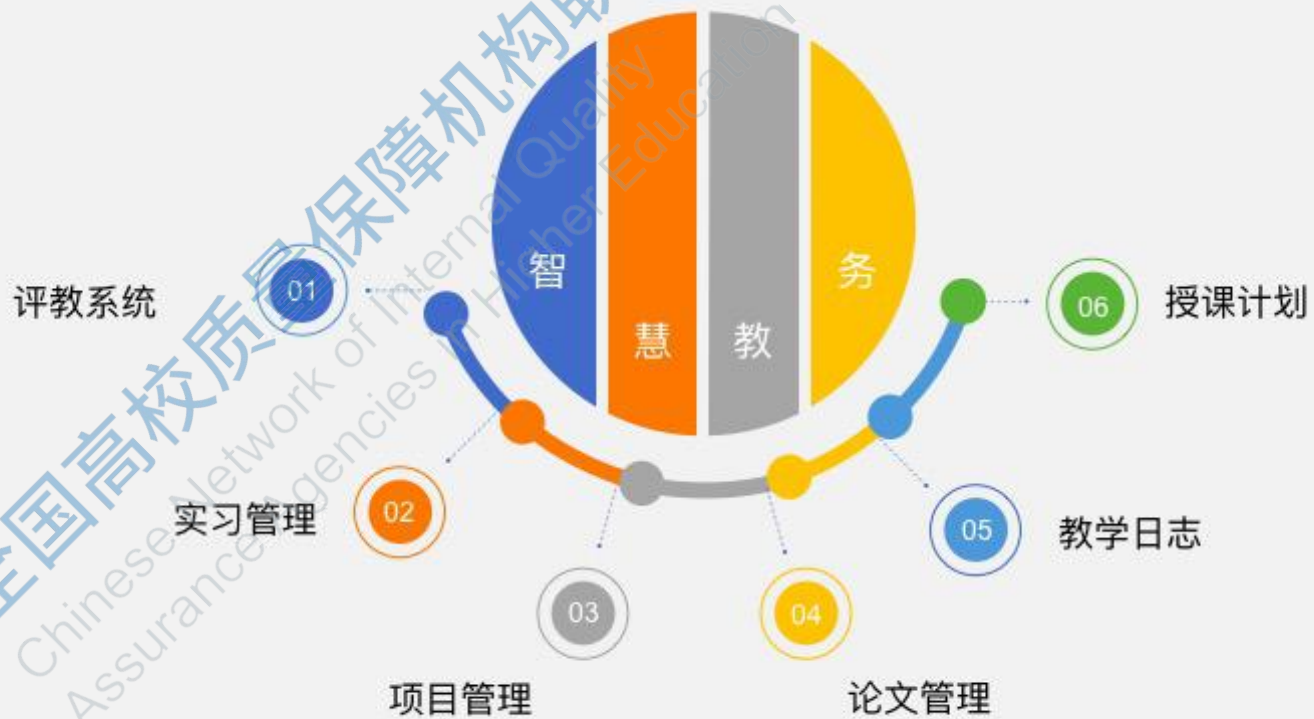 智慧教务
评教系统
01
02
实习管理
03
项目管理
04
论文管理
05
教学日志
06
授课计划
全国高校质量保障机构联
Chinese Network of Internal Quality
Assurance Agencies in Higher Education